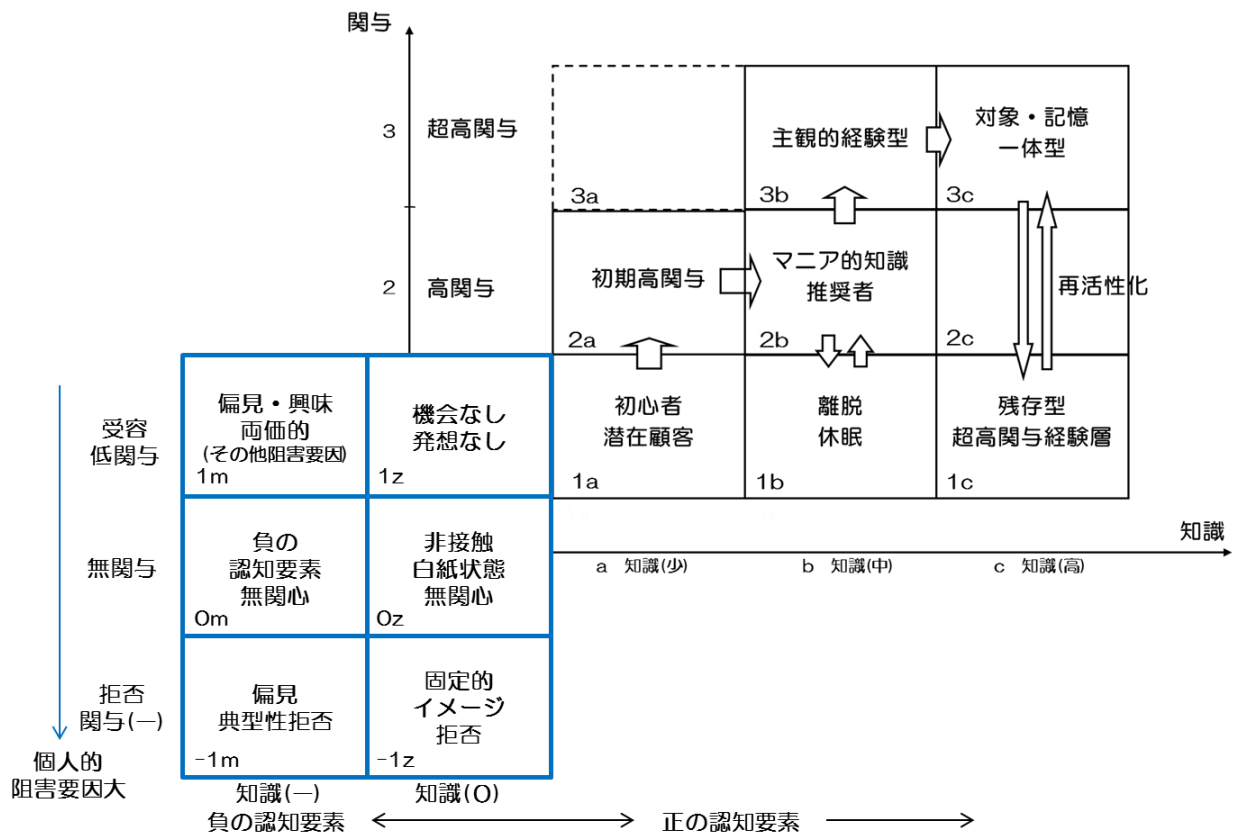 関与
3 超高関与
3a
主観的経験型
3b
対象・記憶
一体型
3c
2 高関与
初期高関与
2a
マニア的知識
推奨者
2b
再活性化
2c
受容
低関与
偏見・興味
両価的
(その他阻害要因)
1m
機会なし
発想なし
1z
初心者
潜在顧客
1a
離脱
休眠
1b
残存型
超高関与経験層
1c
無関与
負の
認知要素
無関心
0m
非接触
白紙状態
無関心
0z
知識
a 知識(少)
b 知識(中)
c 知識(高)
拒否
関与(一)
偏見
典型性拒否
-1m
固定的
イメージ
拒否
-1z
個人的
阻害要因大
知識(一)
知識(0)
負の認知要素
正の認知要素